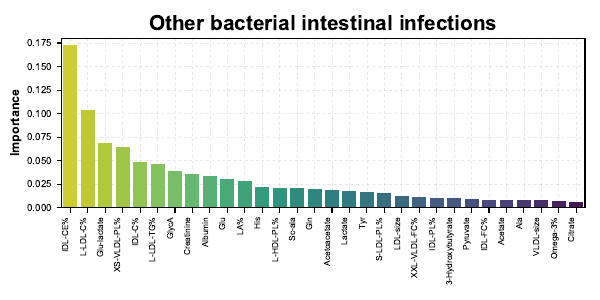 Other bacterial intestinal infections
Importance
0.175
0.150
0.125
0.100
0.075
0.050
0.025
0.000
IDL-CE%
L-LDL-C%
Glu-lactate
XS-VLDL-PL%
IDL-C%
L-LDL-TG%
GlycA
Creatinine
Albumin
Glu
LA%
His
L-HDL-PL%
Sc-ala
Gln
Acetoacetate
Lactate
Tyr
S-LDL-PL%
LDL-size
XXL-VLDL-FC%
IDL-PL%
3-Hydroxybutyrate
Pyruvate
IDL-FC%
Acetate
Ala
VLDL-size
Omega-3%
Citrate